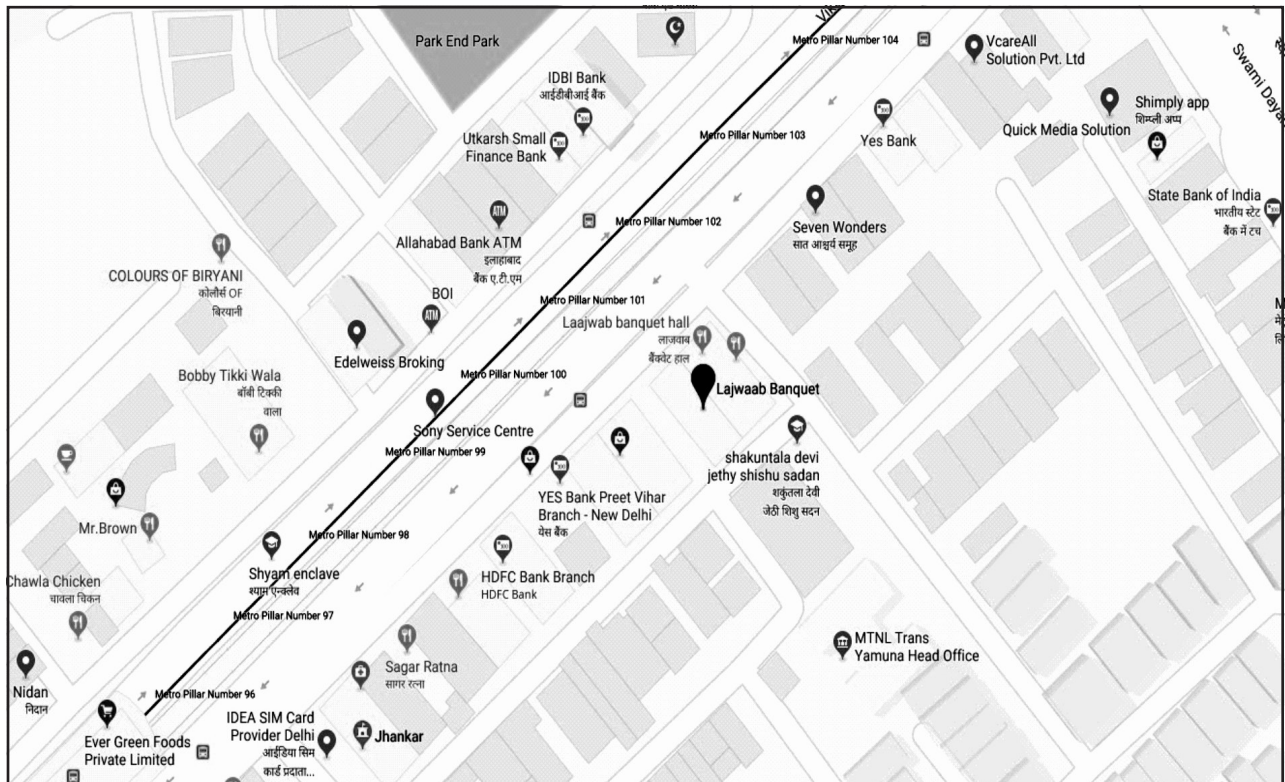 Park End Park
Metro Pillar Number 104
VcareAll
Solution Pvt. Ltd
Swami Daya
IDBI Bank
आईडीबीआई बैंक
Utkarsh Small
Finance Bank
Metro Pillar Number 103
Yes Bank
Quick Media Solution
Shimply app
शिम्पली अप्प
State Bank of India
भारतीय स्टेट
बैंक में टच
Metro Pillar Number 102
Seven Wonders
सात आश्चर्य समूह
Allahabad Bank ATM
इलाहाबाद
बैंक ए.टी.एम
ATM
COLOURS OF BIRYANI
कोलौर्स OF
बिरयानी
BOI
ATM
Metro Pillar Number 101
Laajwab banquet hall
लाजवाब
बैंक्वेट हाल
Edelweiss Broking
Metro Pillar Number 100
Lajwaab Banquet
Bobby Tikki Wala
बॉबी टिक्की
वाला
Sony Service Centre
Metro Pillar Number 99
shakuntala devi
jethy shishu sadan
शकुंतला देवी
जेठी शिशु सदन
YES Bank Preet Vihar
Branch - New Delhi
येस बैंक
Mr.Brown
Metro Pillar Number 98
Shyam enclave
श्याम एन्क्लेव
HDFC Bank Branch
HDFC Bank
Chawla Chicken
चावला चिकन
Metro Pillar Number 97
MTNL Trans
Yamuna Head Office
Sagar Ratna
सागर रत्ना
Nidan
निदान
Metro Pillar Number 96
IDEA SIM Card
Provider Delhi
आईडिया सिम
कार्ड प्रदाता...
Jhankar
Ever Green Foods
Private Limited